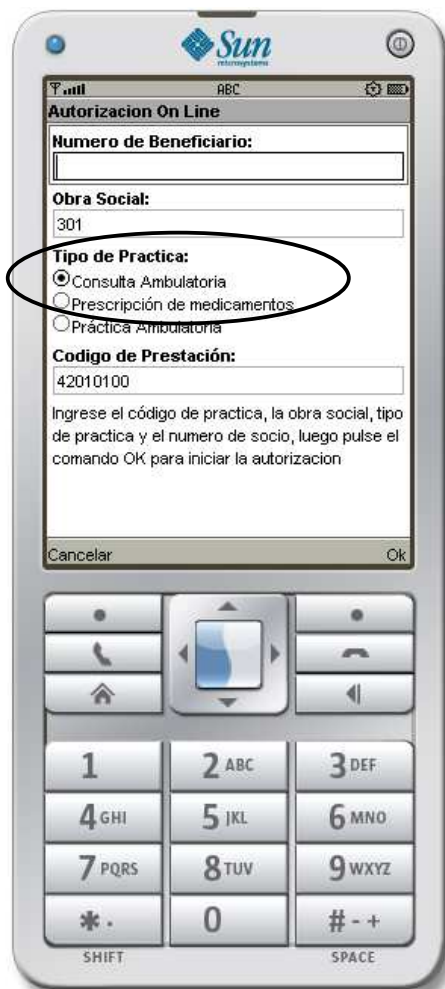 Sun
microsystems
ABC
Autorizacion On Line
Numero de Beneficiario:
Obra Social:
301
Tipo de Practica:
Consulta Ambulatoria
Prescripción de medicamentos
Práctica Ambulatoria
Codigo de Prestación:
42010100
Ingrese el código de practica, la obra social, tipo
de practica y el numero de socio, luego pulse el
comando OK para iniciar la autorizacion
Cancelar Ok
1 2 ABC 3 DEF
4 GHI 5 JKL 6 MNO
7 PQRS 8 TUV 9 WXYZ
* . 0 # - +
SHIFT SPACE